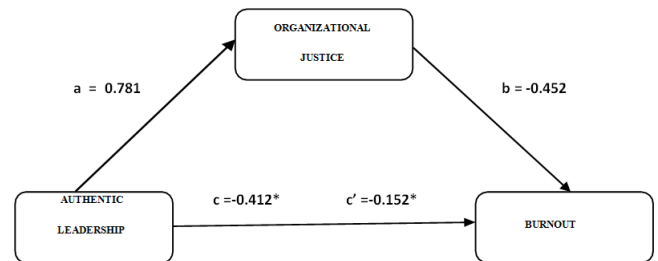 ORGANIZATIONAL
JUSTICE
a = 0.781
b = -0.452
AUTHENTIC
LEADERSHIP
c =-0.412*
c’ =-0.152*
BURNOUT